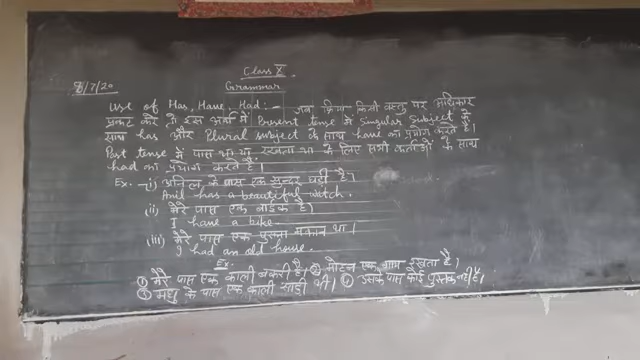 Class X
8/7/20
Grammar
Use of Has, Have, Had:- जब क्रिया किसी वस्तु पर अधिकार
प्रकट करे तो इस अर्थ में Present tense में Singular Subject के
साथ has और Plural subject के साथ have का प्रयोग करते है।
Past tense में पास था या रखता था के लिए सभी कर्ताओं के साथ
had का प्रयोग करते है।
Ex. - i) अनिल के पास एक सुन्दर घड़ी है।
Anil has a beautiful watch.
(ii) मेरे पास एक बाईक है।
I have a bike
(iii) मेरे पास एक पुराना मकान था।
I had an old house.
Ex.
① मेरे पास एक काली बकरी है। ② मोहन एक गाय रखता है।
③ मधु के पास एक काली साड़ी थी। ④ उसके पास कोई पुस्तक नहीं है।